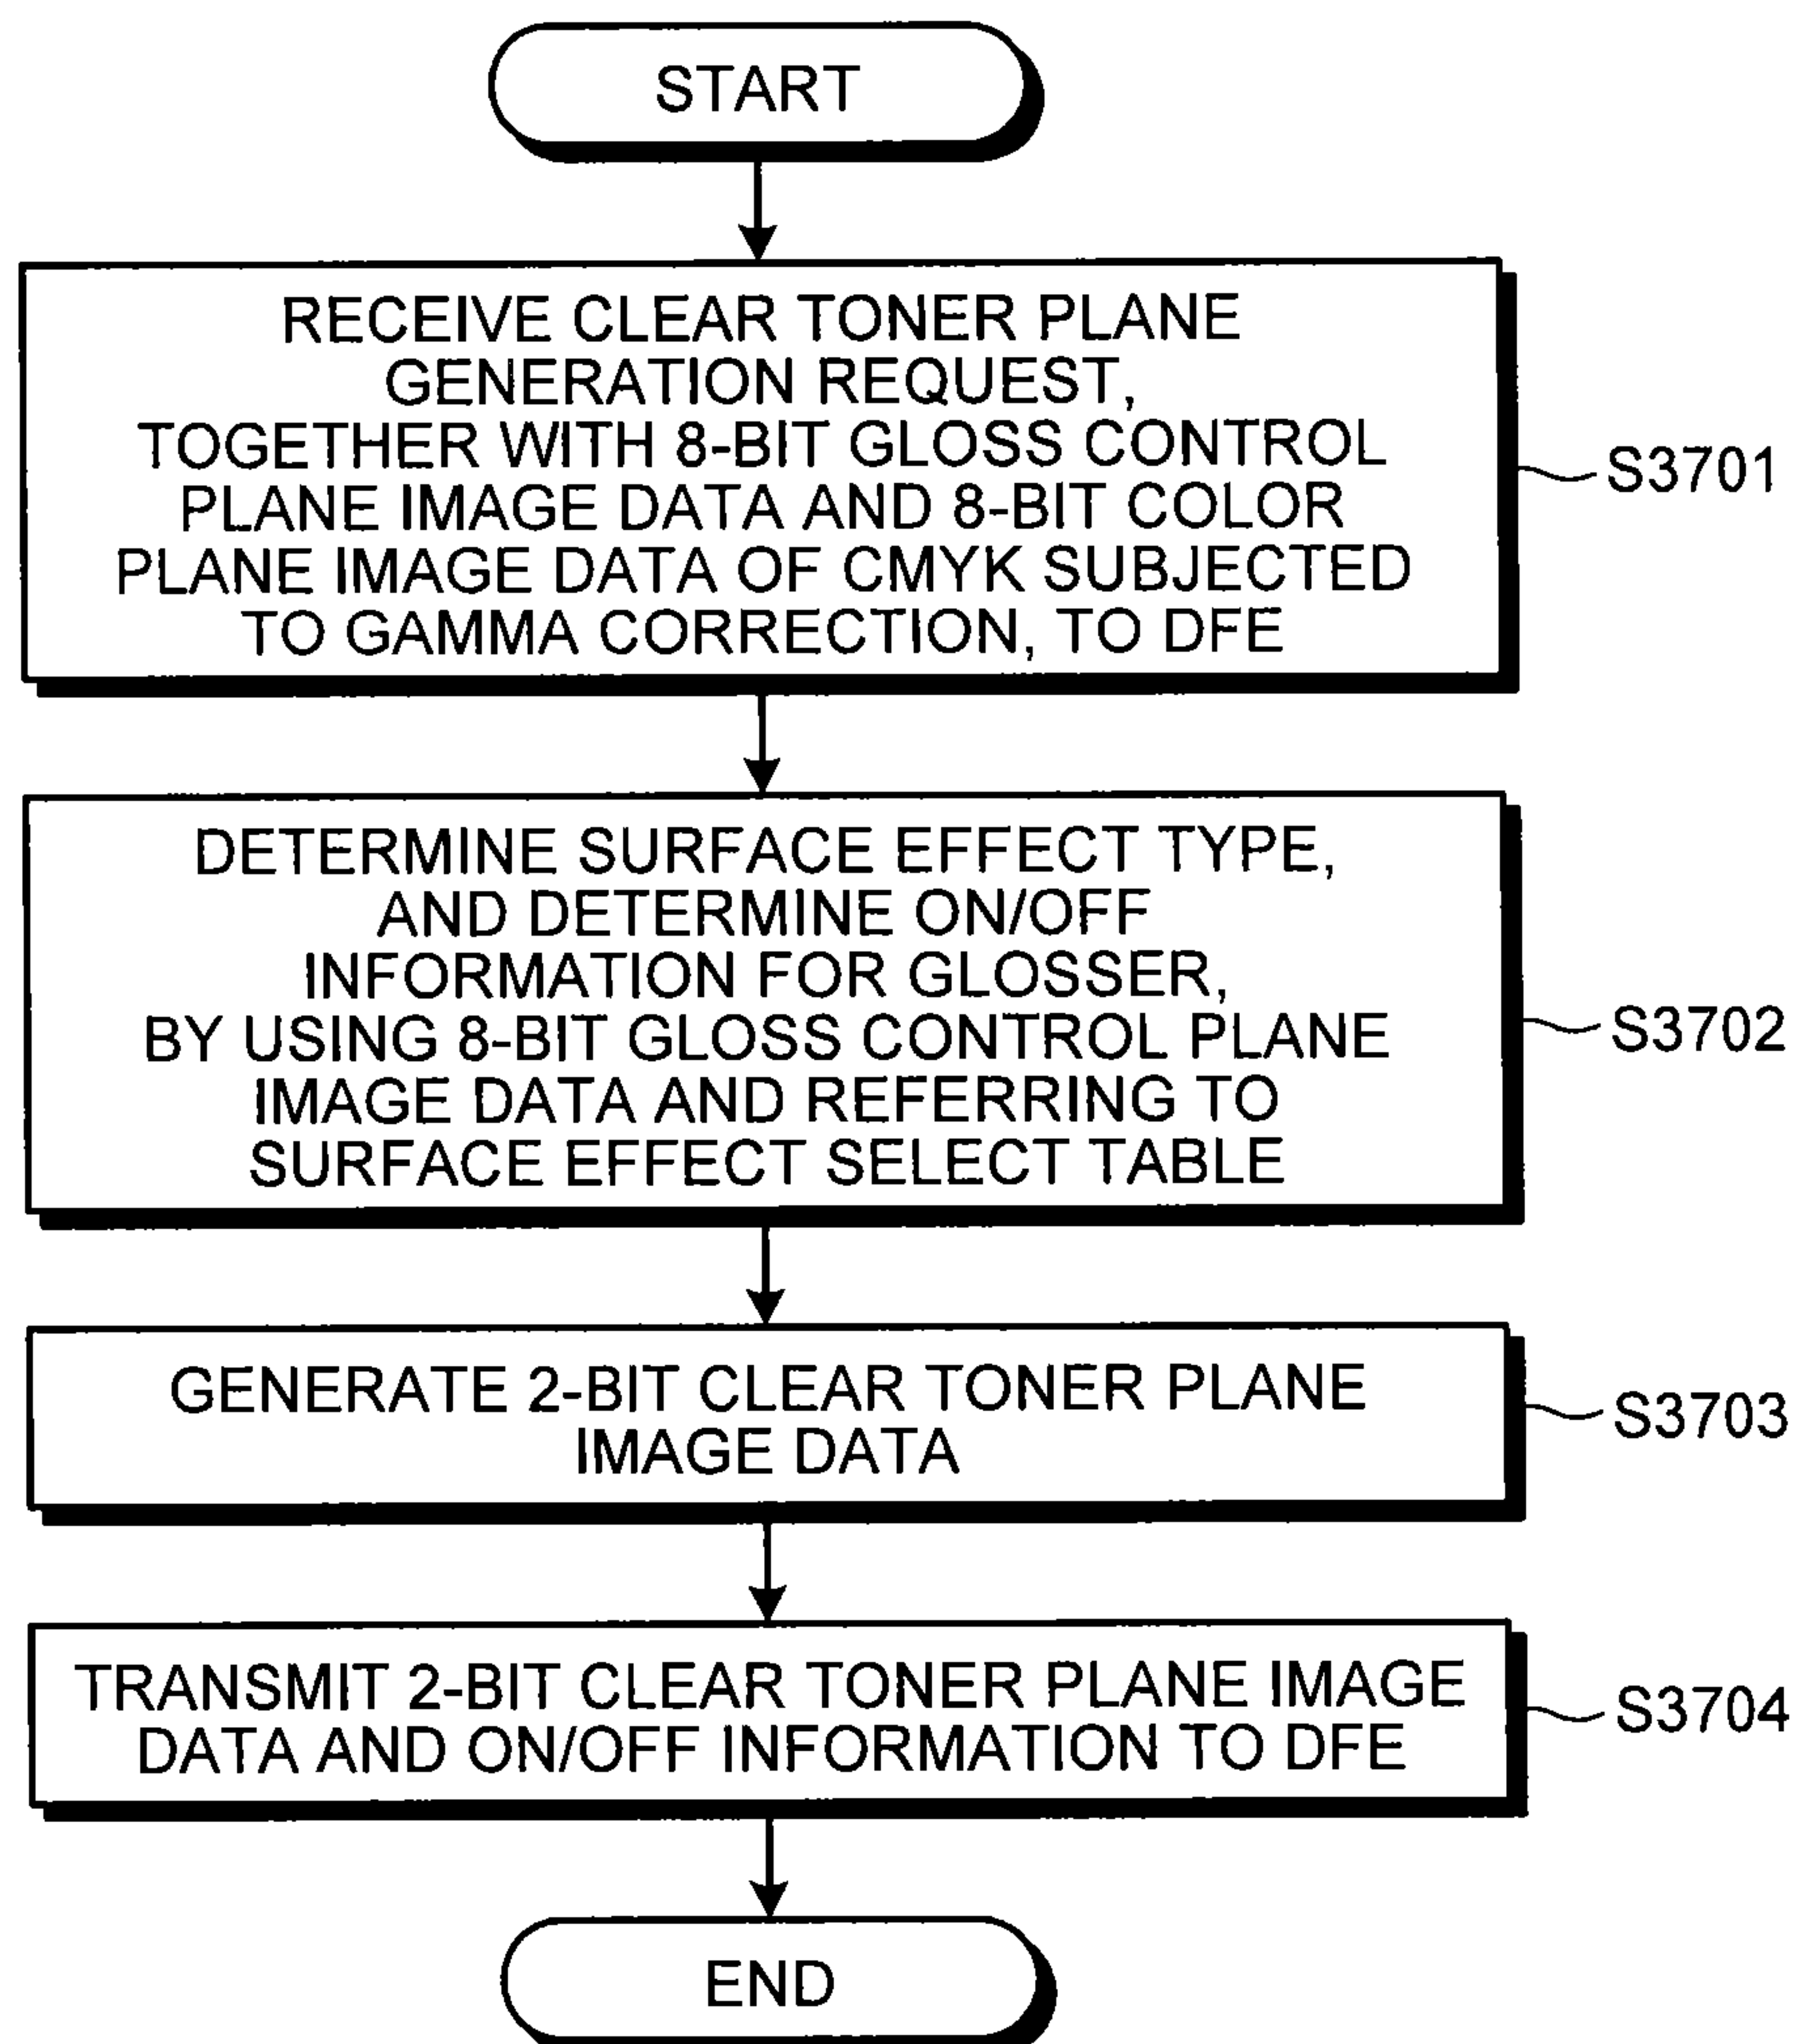 START
RECEIVE CLEAR TONER PLANE
GENERATION REQUEST,
TOGETHER WITH 8-BIT GLOSS CONTROL
PLANE IMAGE DATA AND 8-BIT COLOR
PLANE IMAGE DATA OF CMYK SUBJECTED
TO GAMMA CORRECTION, TO DFE
S3701
DETERMINE SURFACE EFFECT TYPE,
AND DETERMINE ON/OFF
INFORMATION FOR GLOSSER,
BY USING 8-BIT GLOSS CONTROL PLANE
IMAGE DATA AND REFERRING TO
SURFACE EFFECT SELECT TABLE
S3702
GENERATE 2-BIT CLEAR TONER PLANE
IMAGE DATA
S3703
TRANSMIT 2-BIT CLEAR TONER PLANE IMAGE
DATA AND ON/OFF INFORMATION TO DFE
S3704
END